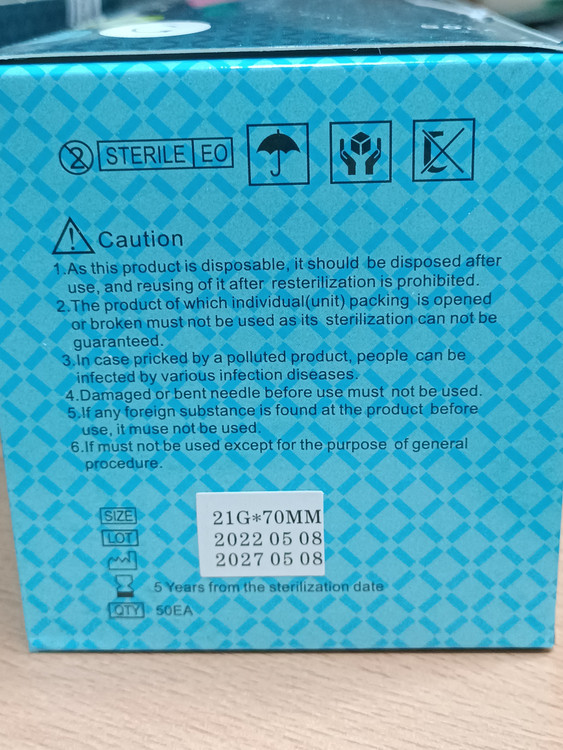 STERILE EO
Caution
1.As this product is disposable, it should be disposed after
use, and reusing of it after resterilization is prohibited.
2.The product of which individual(unit) packing is opened
or broken must not be used as its sterilization can not be
guaranteed.
3.In case pricked by a polluted product, people can be
infected by various infection diseases.
4.Damaged or bent needle before use must not be used.
5.If any foreign substance is found at the product before
use, it muse not be used.
6.If must not be used except for the purpose of general
procedure.
SIZE 21G*70MM
LOT 2022 05 08
2027 05 08
5 Years from the sterilization date
QTY 50EA